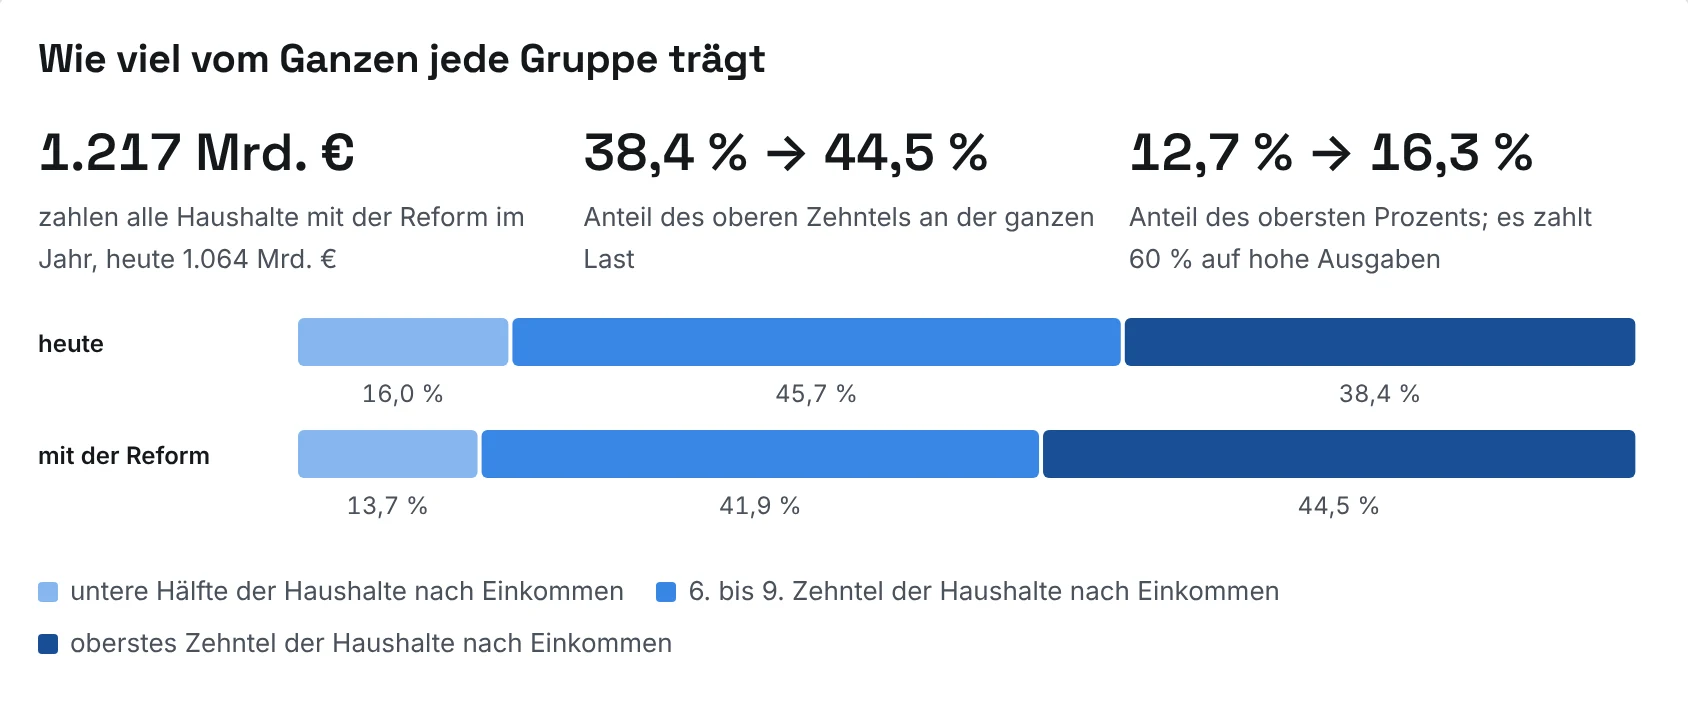 Wie viel vom Ganzen jede Gruppe trägt
1.217 Mrd. €
zahlen alle Haushalte mit der Reform im
Jahr, heute 1.064 Mrd. €
38,4 % → 44,5 %
Anteil des oberen Zehntels an der ganzen
Last
12,7 % → 16,3 %
Anteil des obersten Prozents; es zahlt
60 % auf hohe Ausgaben
heute
16,0 %
45,7 %
38,4 %
mit der Reform
13,7 %
41,9 %
44,5 %
untere Hälfte der Haushalte nach Einkommen
6. bis 9. Zehntel der Haushalte nach Einkommen
oberstes Zehntel der Haushalte nach Einkommen